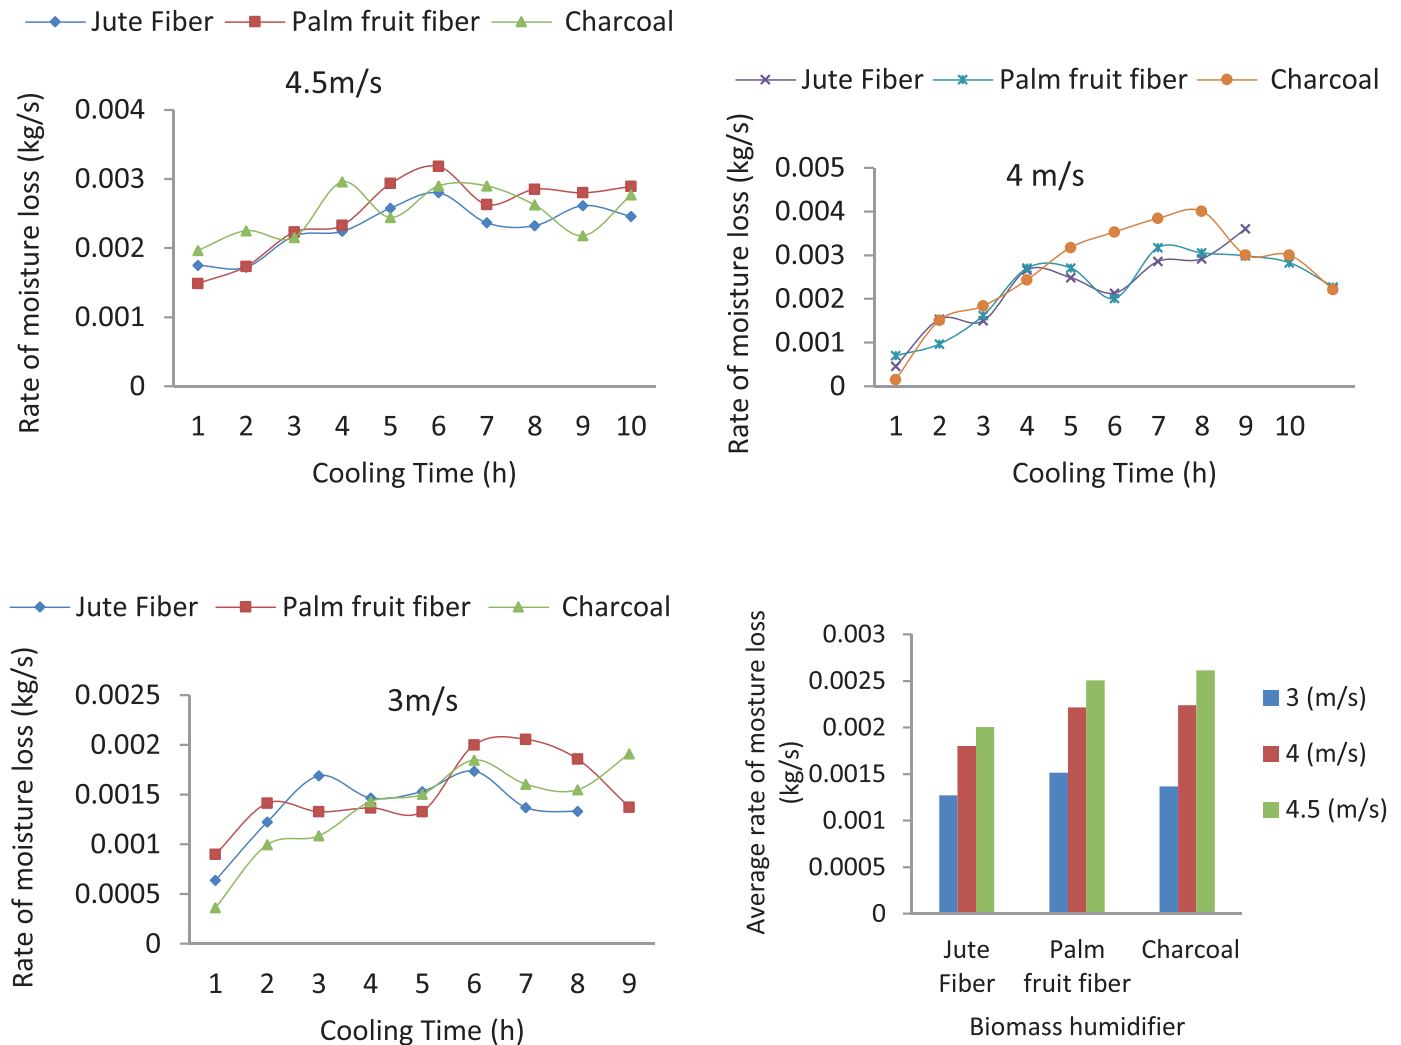 Jute Fiber Palm fruit fiber Charcoal
4.5m/s
Rate of moisture loss (kg/s)
0.004
0.003
0.002
0.001
0
1 2 3 4 5 6 7 8 9 10
Cooling Time (h)
Jute Fiber Palm fruit fiber Charcoal
4 m/s
Rate of moisture loss (kg/s)
0.005
0.004
0.003
0.002
0.001
0
1 2 3 4 5 6 7 8 9 10
Cooling Time (h)
Jute Fiber Palm fruit fiber Charcoal
3m/s
Rate of moisture loss (kg/s)
0.0025
0.002
0.0015
0.001
0.0005
0
1 2 3 4 5 6 7 8 9
Cooling Time (h)
Average rate of mosture loss
(kg/s)
0.003
0.0025
0.002
0.0015
0.001
0.0005
0
Jute Palm Charcoal
Fiber fruit fiber
Biomass humidifier
3 (m/s)
4 (m/s)
4.5 (m/s)